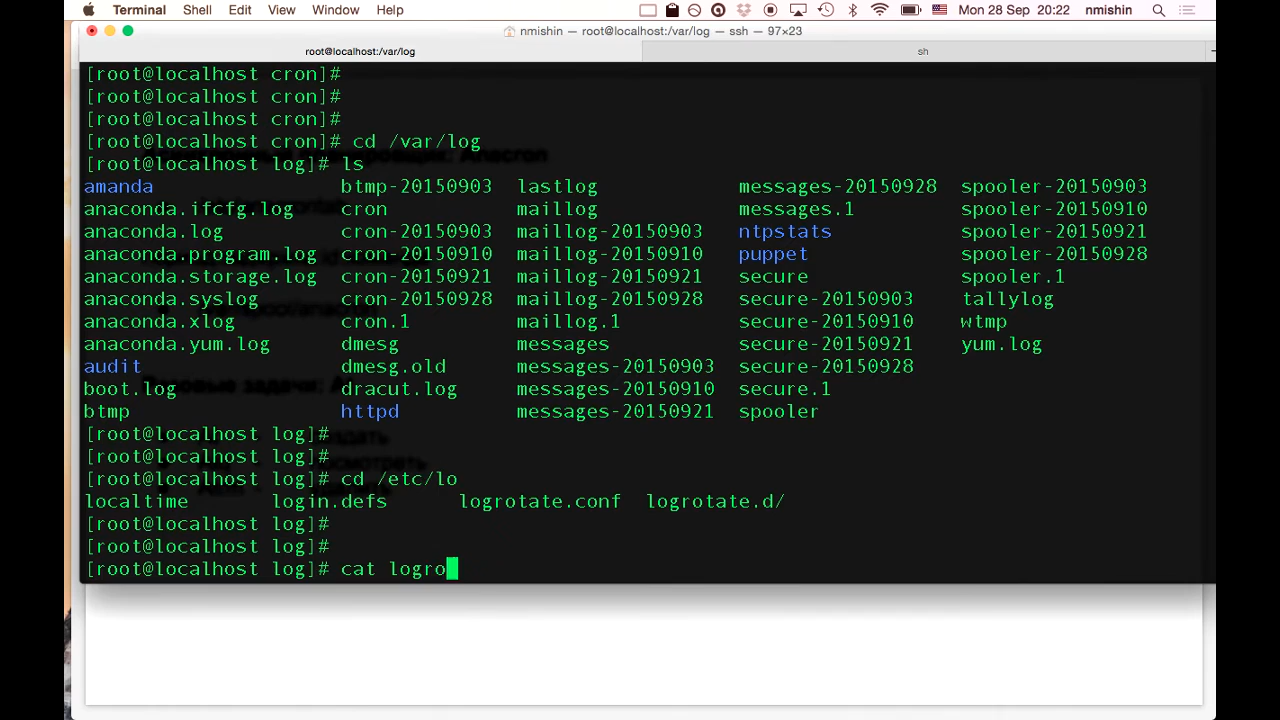 Terminal Shell Edit View Window Help Mon 28 Sep 20:22 nmishin
nmishin — root@localhost:/var/log — ssh — 97×23
root@localhost:/var/log sh
[root@localhost cron]#
[root@localhost cron]#
[root@localhost cron]#
[root@localhost cron]# cd /var/log
[root@localhost log]# ls
amanda btmp-20150903 lastlog messages-20150928 spooler-20150903
anaconda.ifcfg.log cron maillog messages.1 spooler-20150910
anaconda.log cron-20150903 maillog-20150903 ntpstats spooler-20150921
anaconda.program.log cron-20150910 maillog-20150910 puppet spooler-20150928
anaconda.storage.log cron-20150921 maillog-20150921 secure spooler.1
anaconda.syslog cron-20150928 maillog-20150928 secure-20150903 tallylog
anaconda.xlog cron.1 maillog.1 secure-20150910 wtmp
anaconda.yum.log dmesg messages secure-20150921 yum.log
audit dmesg.old messages-20150903 secure-20150928
boot.log dracut.log messages-20150910 secure.1
btmp httpd messages-20150921 spooler
[root@localhost log]#
[root@localhost log]#
[root@localhost log]# cd /etc/lo
localtime login.defs logrotate.conf logrotate.d/
[root@localhost log]#
[root@localhost log]#
[root@localhost log]# cat logro